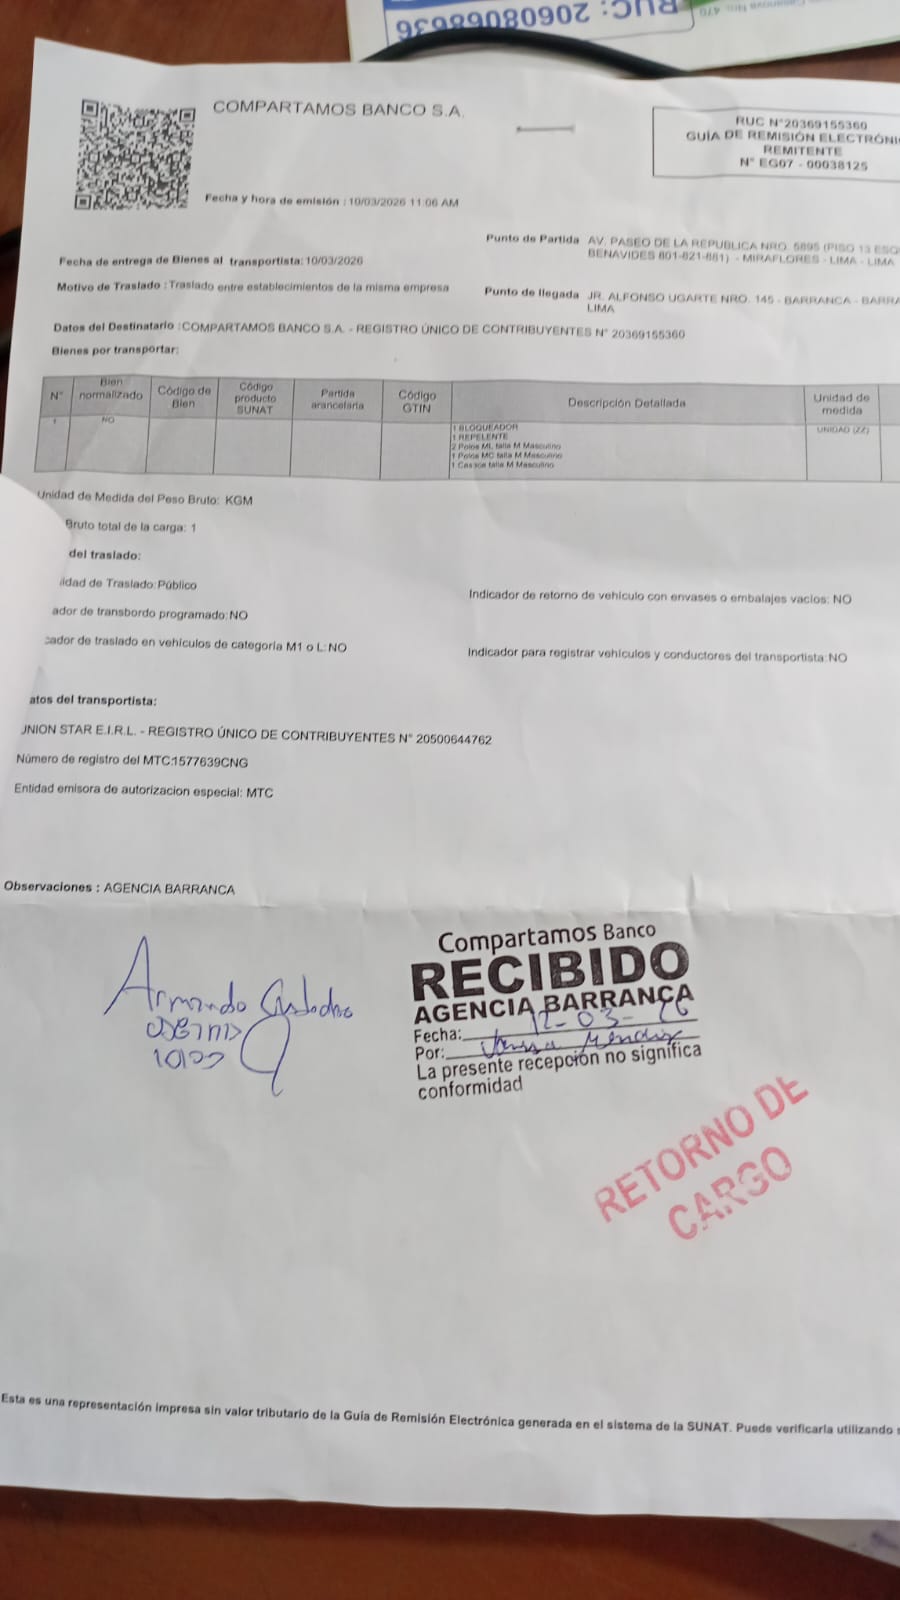 RUC: 20608068636
COMPARTAMOS BANCO S.A.
RUC N°20369155360
GUÍA DE REMISIÓN ELECTRÓNI
REMITENTE
N° EG07 - 00038125
Fecha y hora de emisión : 10/03/2026 11:06 AM
Fecha de entrega de Bienes al transportista: 10/03/2026
Punto de Partida AV. PASEO DE LA REPUBLICA NRO. 5895 (PISO 13 ESQ
BENAVIDES 801-821-881) - MIRAFLORES - LIMA - LIMA
Motivo de Traslado : Traslado entre establecimientos de la misma empresa
Punto de llegada JR. ALFONSO UGARTE NRO. 145 - BARRANCA - BARRA
LIMA
Datos del Destinatario : COMPARTAMOS BANCO S.A. - REGISTRO ÚNICO DE CONTRIBUYENTES N° 20369155360
Bienes por transportar:
N° Bien normalizado Código de Bien Código producto SUNAT Partida arancelaria Código GTIN Descripción Detallada Unidad de medida
1 NO 1 BLOQUEADOR UNIDAD (ZZ)
1 REPELENTE
2 Polos ML talla M Masculino
1 Polos MC talla M Masculino
1 talla M Masculino
Unidad de Medida del Peso Bruto: KGM
Bruto total de la carga: 1
del traslado:
idad de Traslado: Público
Indicador de retorno de vehículo con envases o embalajes vacíos: NO
ador de transbordo programado: NO
cador de traslado en vehículos de categoría M1 o L: NO
Indicador para registrar vehículos y conductores del transportista: NO
atos del transportista:
UNION STAR E.I.R.L. - REGISTRO ÚNICO DE CONTRIBUYENTES N° 20500644762
Número de registro del MTC:1577639CNG
Entidad emisora de autorizacion especial: MTC
Observaciones : AGENCIA BARRANCA
Armando
Compartamos Banco
RECIBIDO
AGENCIA BARRANCA
Fecha: 12-03-26
Por:
La presente recepción no significa
conformidad
RETORNO DE
CARGO
Esta es una representación impresa sin valor tributario de la Guía de Remisión Electrónica generada en el sistema de la SUNAT. Puede verificarla utilizando